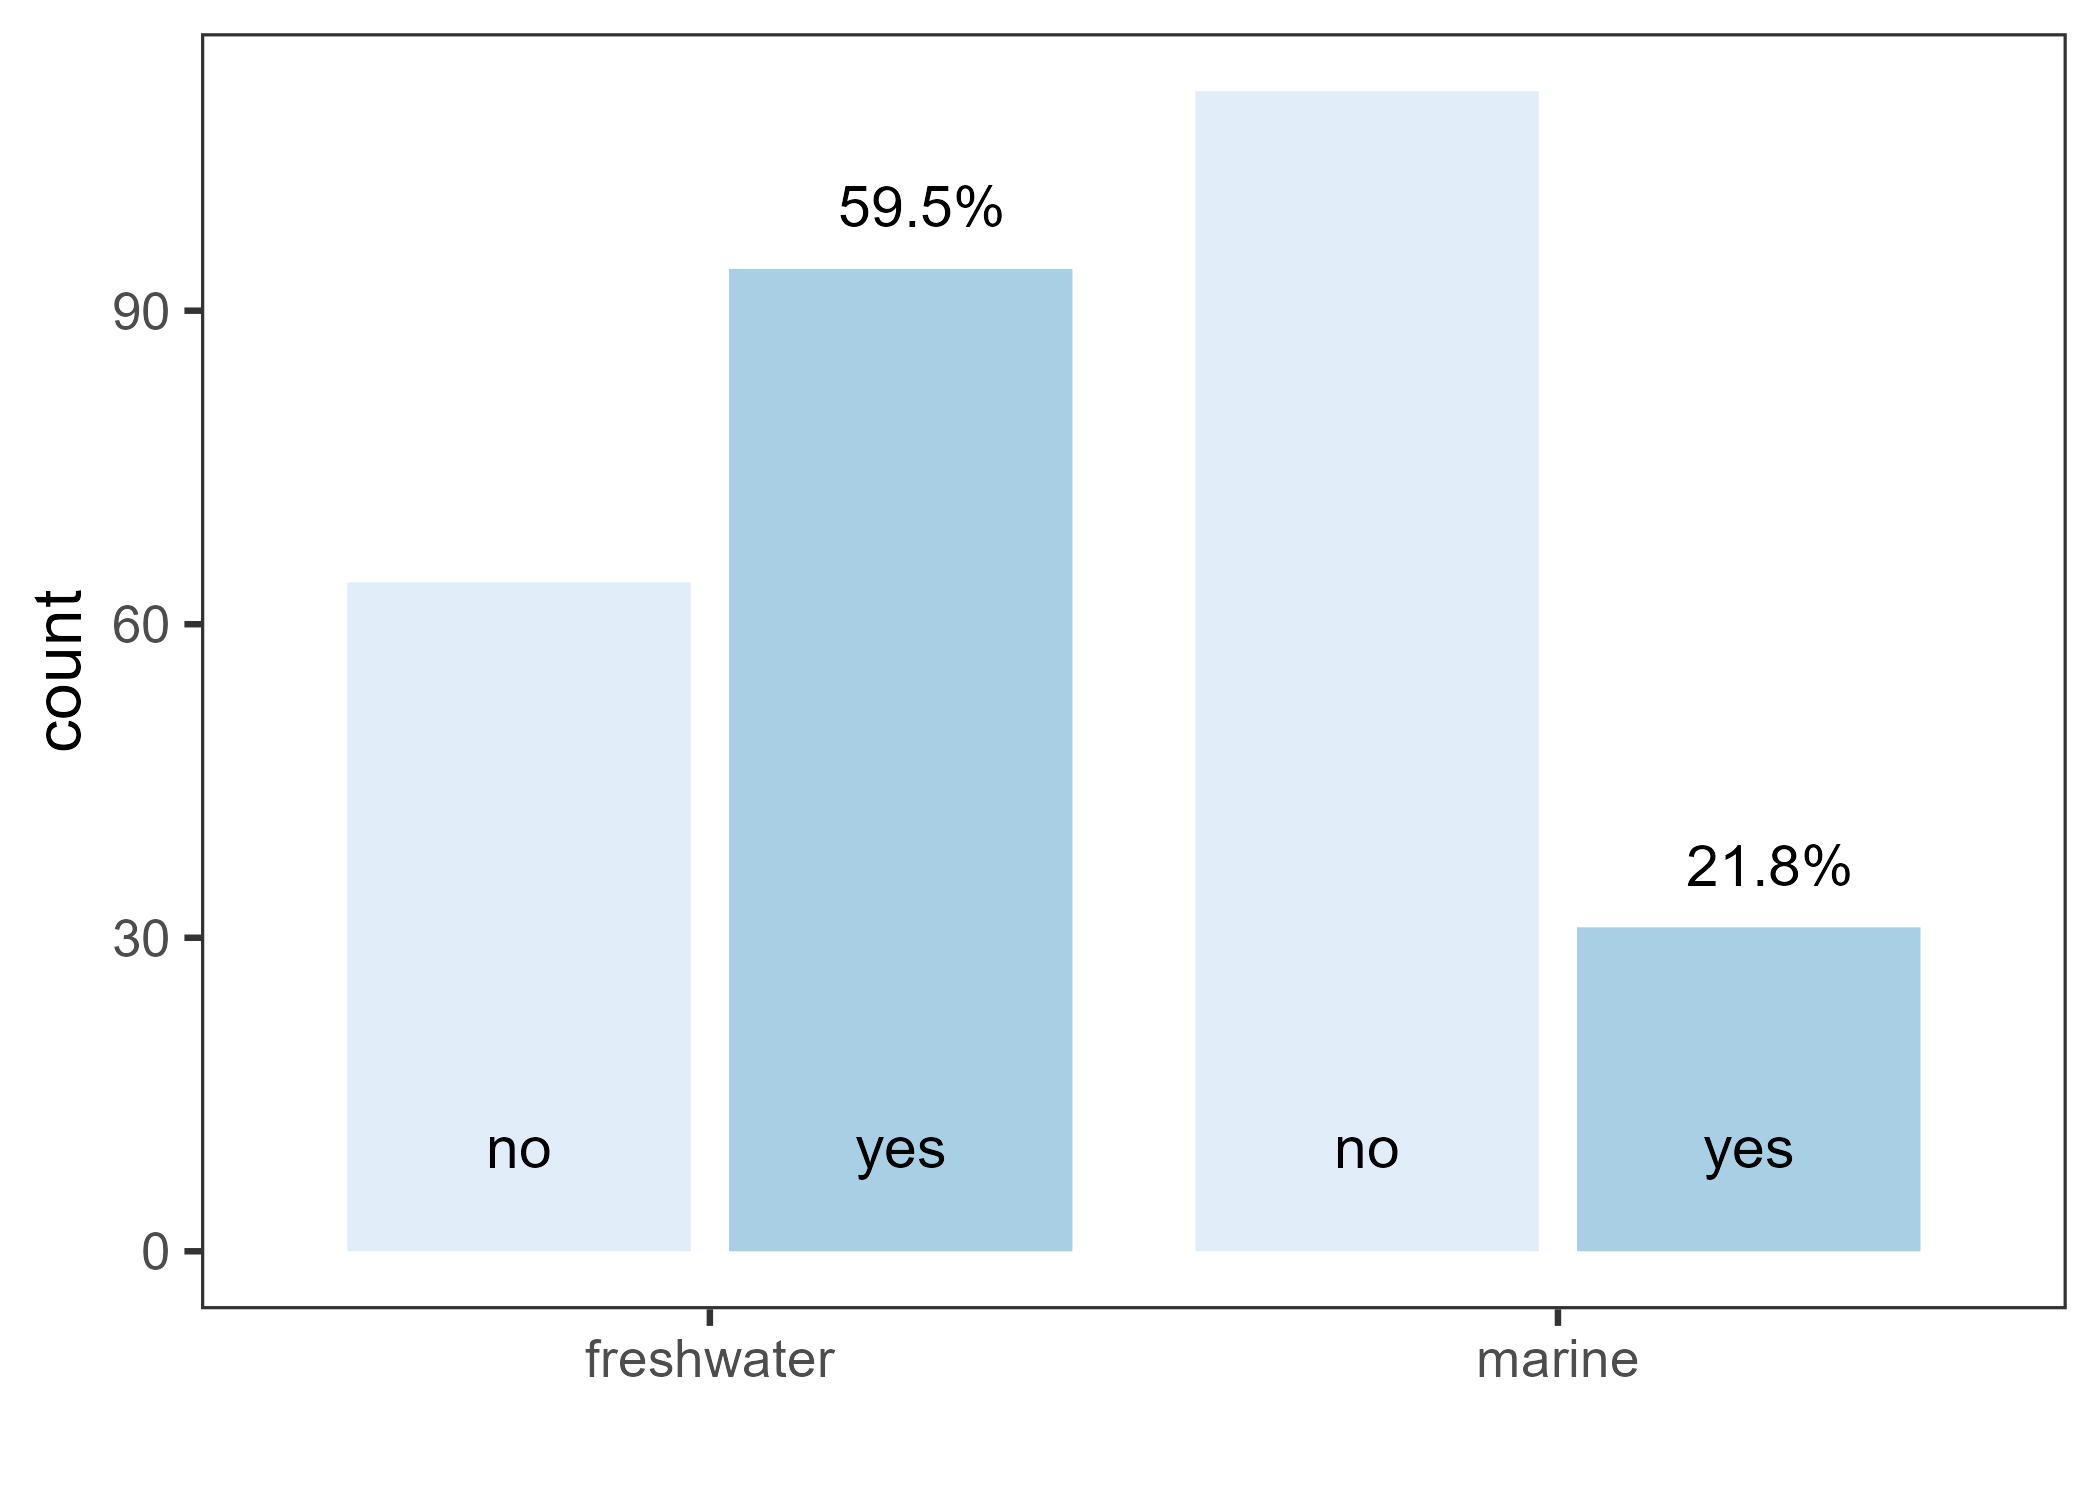 59.5%
90
count
60
21.8%
30
no
yes
no
yes
0
freshwater
marine